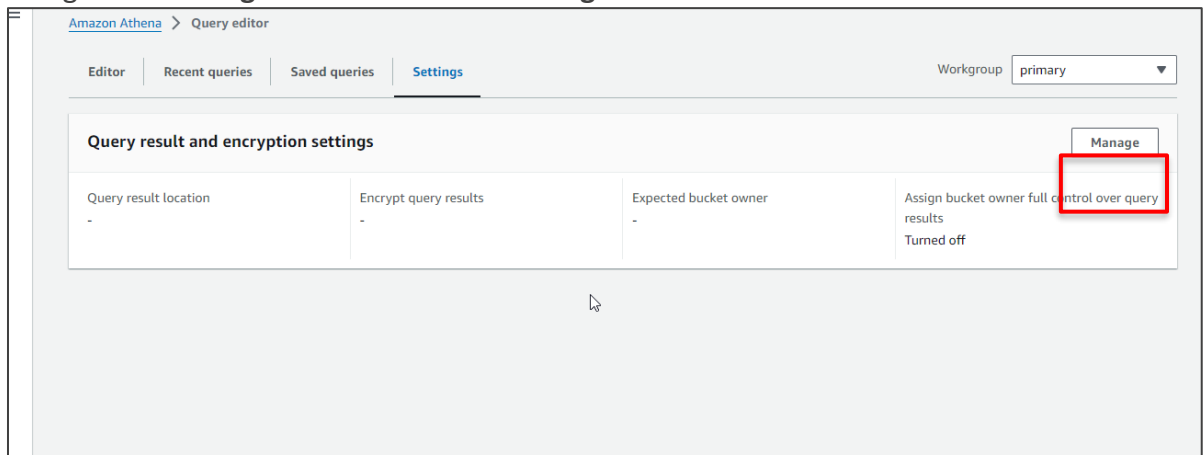 Amazon Athena > Query editor
Editor Recent queries Saved queries Settings Workgroup primary
Query result and encryption settings Manage
Query result location Encrypt query results Expected bucket owner Assign bucket owner full control over query
results
- - - Turned off